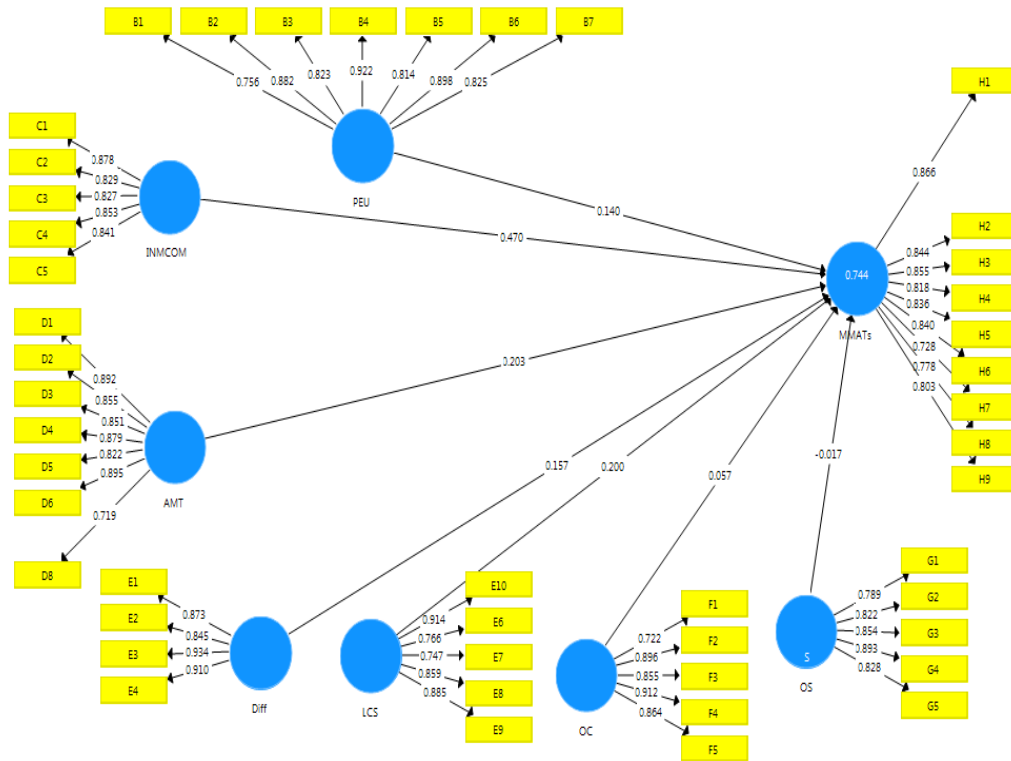 B1
B2
B3
B4
B5
B6
B7
0.756
0.882
0.823
0.922
0.814
0.898
0.825
PEU
C1
C2
C3
C4
C5
0.878
0.829
0.827
0.853
0.841
INMCOM
D1
D2
D3
D4
D5
D6
D8
0.892
0.855
0.851
0.879
0.822
0.895
0.719
AMT
E1
E2
E3
E4
0.873
0.845
0.934
0.910
Diff
E10
E6
E7
E8
E9
0.914
0.766
0.747
0.859
0.885
LCS
F1
F2
F3
F4
F5
0.722
0.896
0.855
0.912
0.864
OC
G1
G2
G3
G4
G5
0.789
0.822
0.854
0.893
0.828
S
OS
0.140
0.470
0.203
0.157
0.200
0.057
-0.017
0.744
MMATs
H1
H2
H3
H4
H5
H6
H7
H8
H9
0.866
0.844
0.855
0.818
0.836
0.840
0.728
0.778
0.803